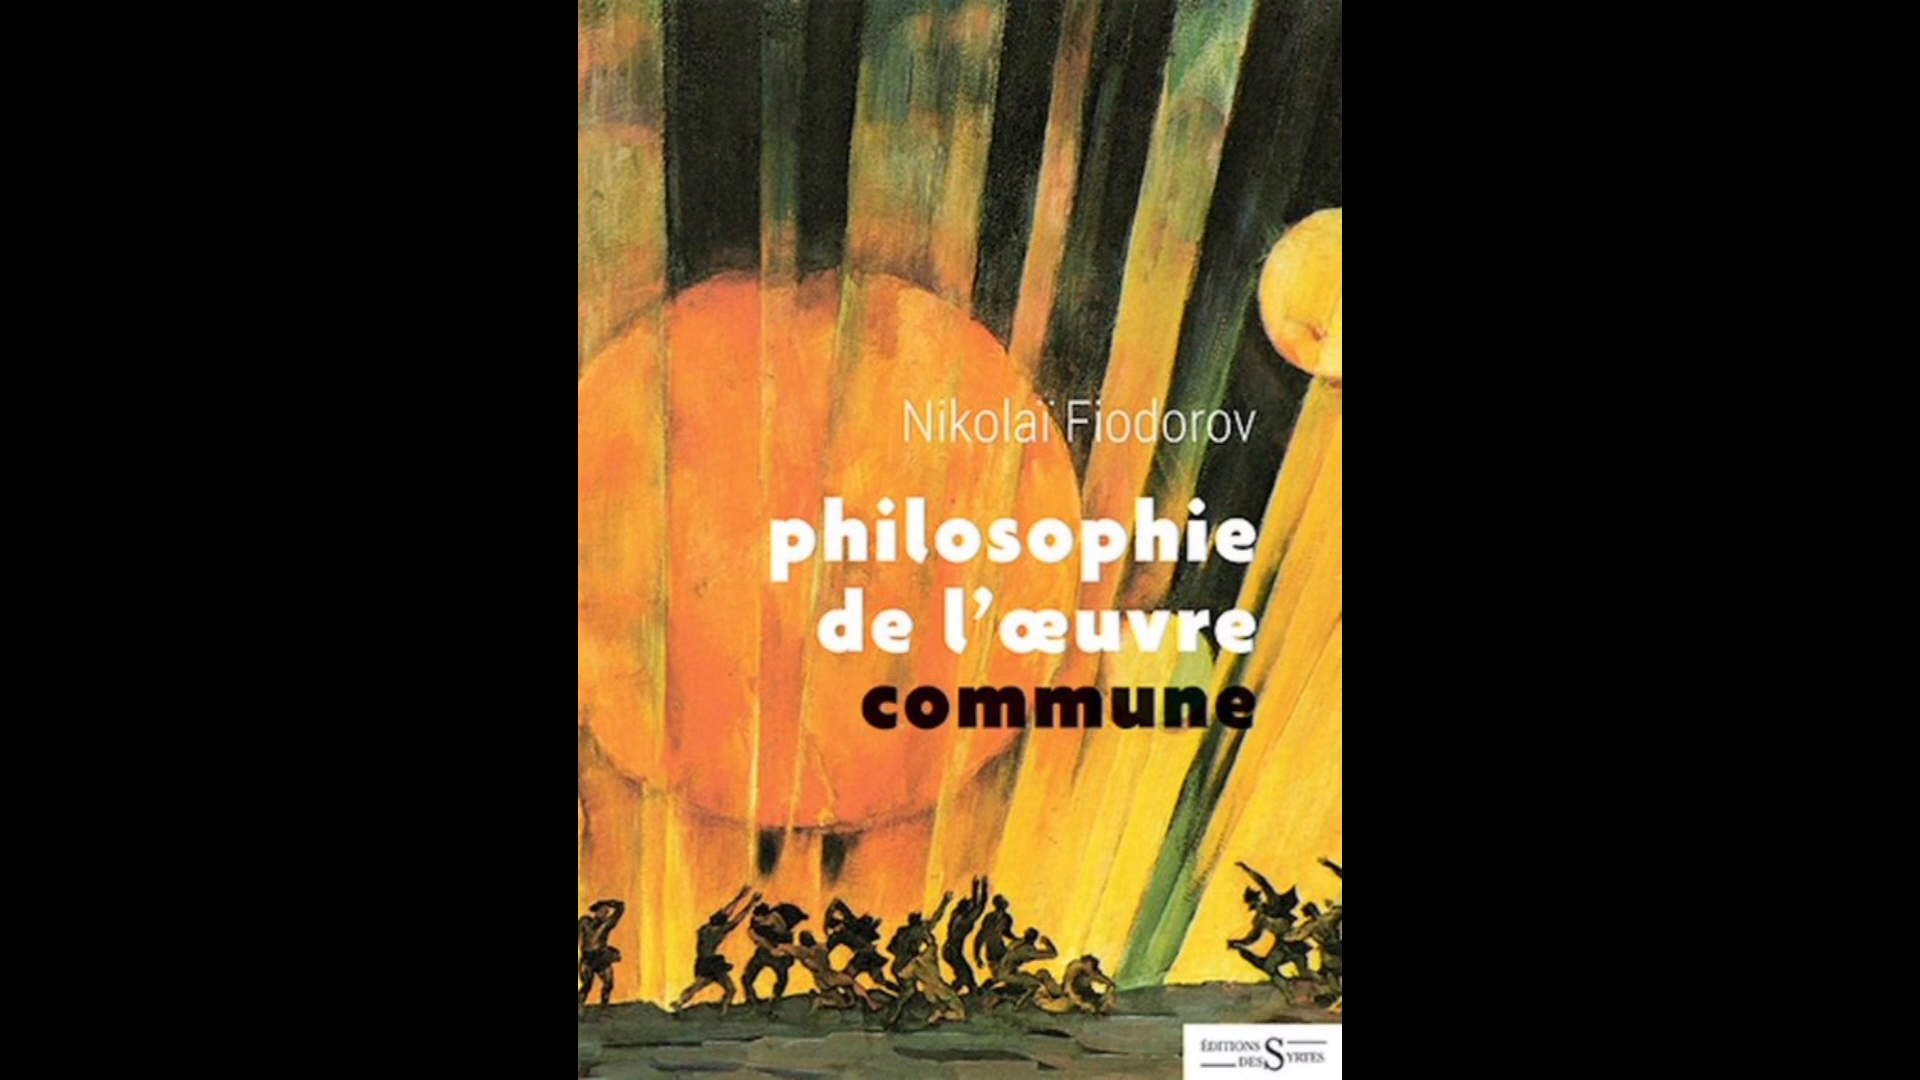 Nikolaï Fiodorov
philosophie
de l’œuvre
commune
ÉDITIONS
DES SYRTES